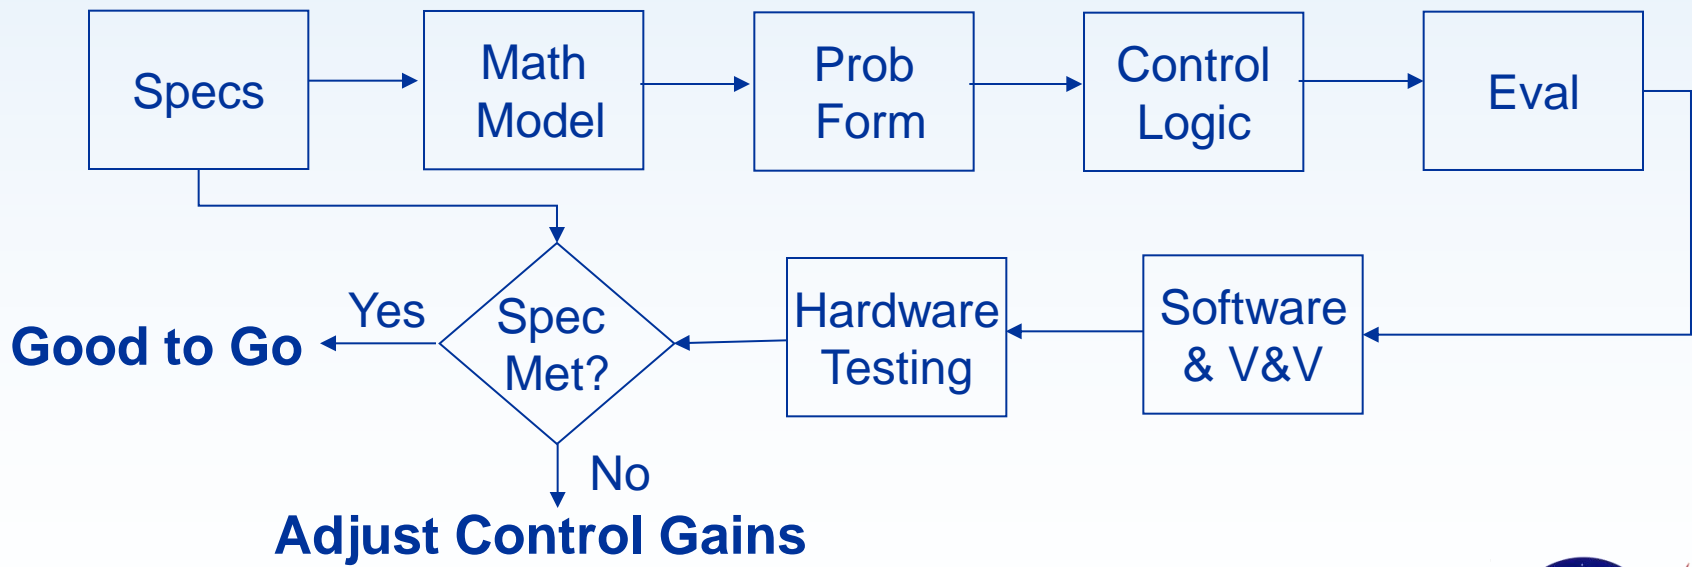 Specs
Math
Model
Prob
Form
Control
Logic
Eval
Good to Go
Yes
Spec
Met?
Hardware
Testing
Software
& V&V
No
Adjust Control Gains